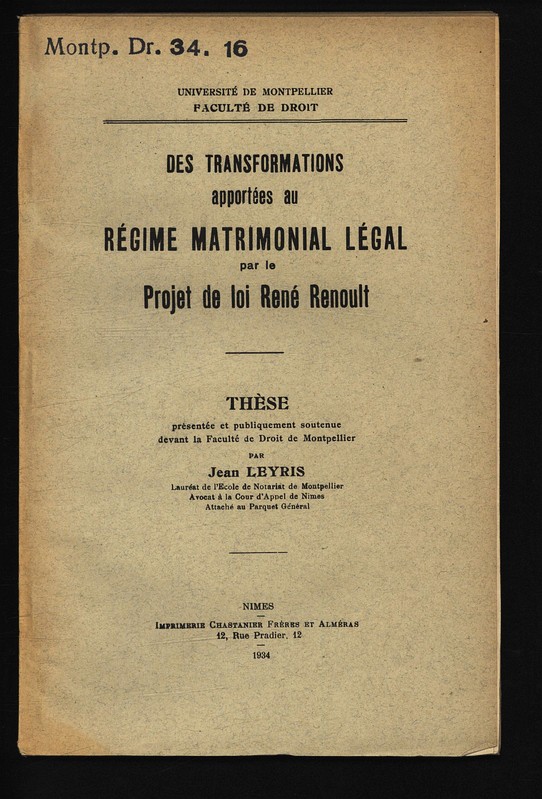 Montp. Dr. 34. 16
UNIVERSITÉ DE MONTPELLIER
FACULTÉ DE DROIT
DES TRANSFORMATIONS
apportées au
RÉGIME MATRIMONIAL LÉGAL
par le
Projet de loi René Renoult
THÈSE
présentée et publiquement soutenue
devant la Faculté de Droit de Montpellier
PAR
Jean LEYRIS
Lauréat de l'Ecole de Notariat de Montpellier
Avocat à la Cour d'Appel de Nimes
Attaché au Parquet Général
NIMES
IMPRIMERIE CHASTANIER FRÈRES ET ALMÉRAS
12, Rue Pradier, 12
1934